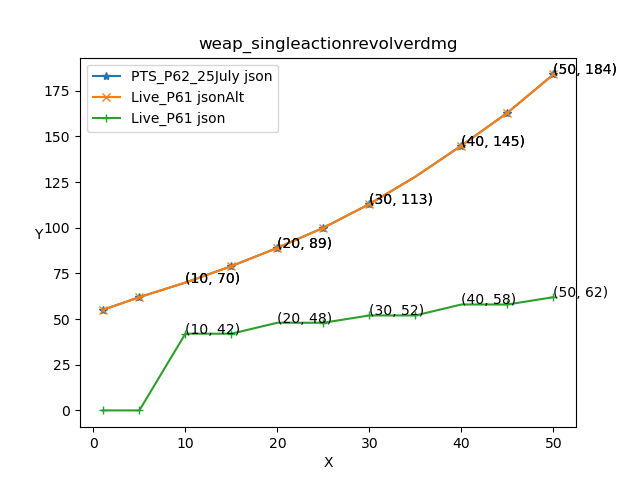 weap_singleactionrevolverdmg
PTS_P62_25July json
Live_P61 jsonAlt
Live_P61 json
(50, 184)
(40, 145)
(30, 113)
(20, 89)
(10, 70)
(50, 62)
(40, 58)
(30, 52)
(20, 48)
(10, 42)
Y
175
150
125
100
75
50
25
0
0 10 20 30 40 50
X